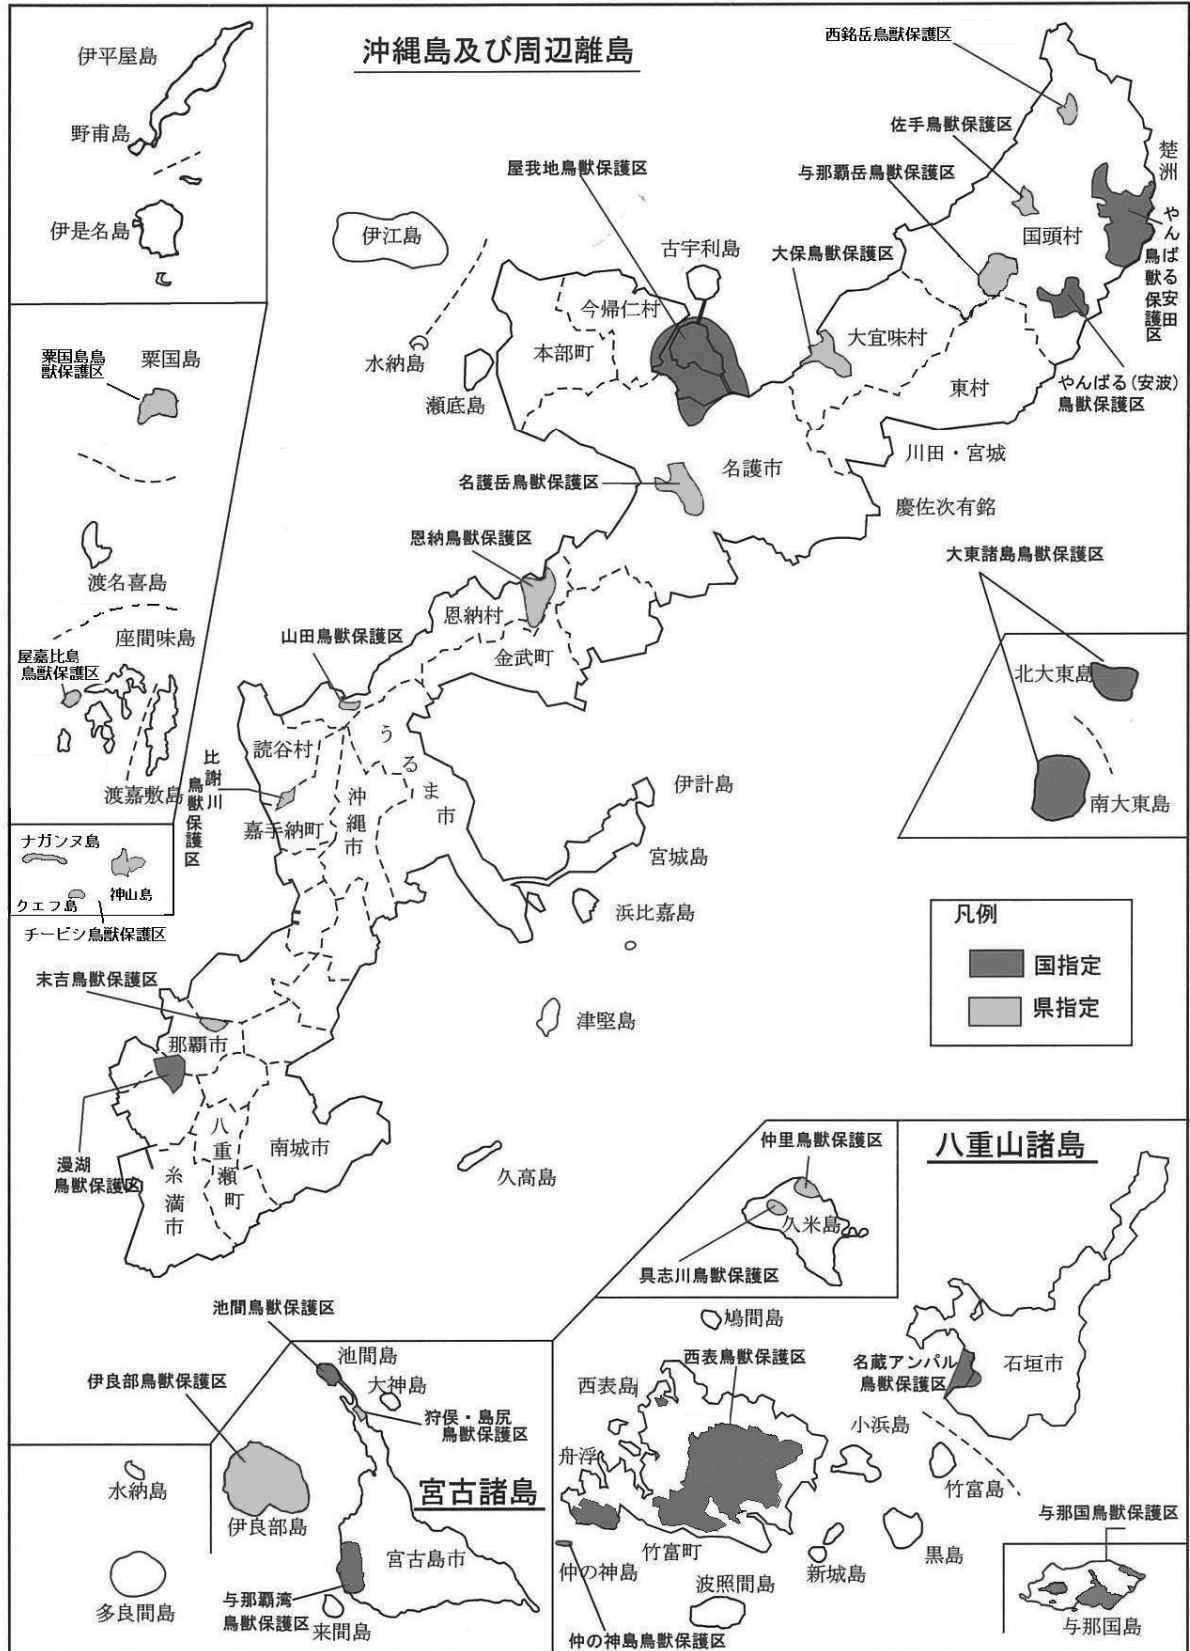 沖縄島及び周辺離島
伊平屋島
野甫島
伊是名島
西銘岳鳥獣保護区
佐手鳥獣保護区
与那覇岳鳥獣保護区
屋我地鳥獣保護区
大保鳥獣保護区
楚洲
やんばる安田
鳥獣保護区
国頭村
伊江島
古宇利島
今帰仁村
本部町
大宜味村
東村
やんばる(安波)
鳥獣保護区
水納島
瀬底島
粟国島鳥
獣保護区
粟国島
川田・宮城
名護市
名護岳鳥獣保護区
慶佐次有銘
恩納鳥獣保護区
大東諸島鳥獣保護区
渡名喜島
恩納村
座間味島
山田鳥獣保護区
金武町
屋嘉比島
鳥獣保護区
北大東島
読谷村
うるま市
比謝川
鳥獣保護区
沖縄市
伊計島
渡嘉敷島
南大東島
嘉手納町
ナガンヌ島
神山島
クエフ島
チービシ鳥獣保護区
宮城島
浜比嘉島
凡例
国指定
県指定
末吉鳥獣保護区
津堅島
那覇市
八重瀬町
南城市
漫湖
鳥獣保護区
糸満市
久高島
仲里鳥獣保護区
八重山諸島
久米島
具志川鳥獣保護区
池間鳥獣保護区
鳩間島
池間島
伊良部鳥獣保護区
大神島
狩俣・島尻
鳥獣保護区
西表鳥獣保護区
西表島
名蔵アンパル
鳥獣保護区
石垣市
小浜島
舟浮
水納島
宮古諸島
竹富島
伊良部島
与那国鳥獣保護区
宮古島市
竹富町
仲の神島
新城島
黒島
波照間島
多良間島
与那覇湾
鳥獣保護区
来間島
与那国島
仲の神島鳥獣保護区